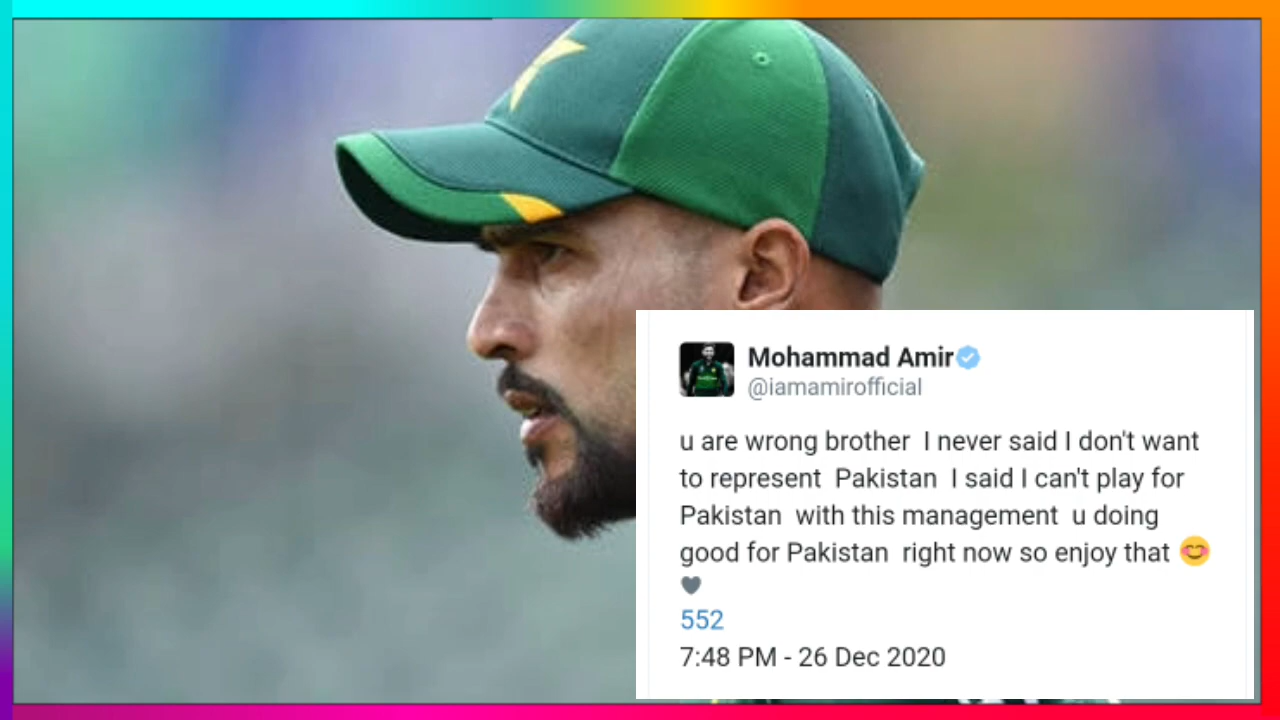 Mohammad Amir
@iamamirofficial
u are wrong brother  I never said I don't want
to represent  Pakistan  I said I can't play for
Pakistan  with this management  u doing
good for Pakistan  right now so enjoy that 😊
🖤
552
7:48 PM - 26 Dec 2020